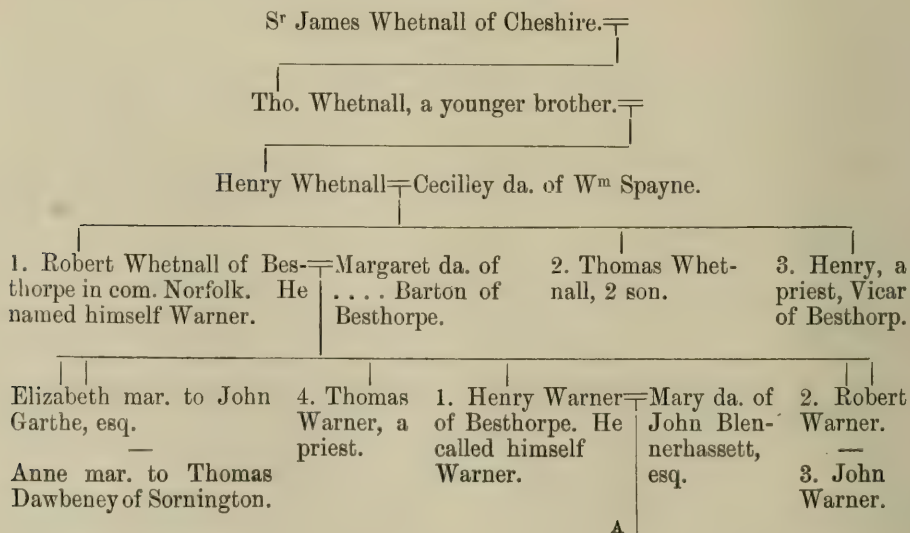 Sʳ James Whetnall of Cheshire.
Tho. Whetnall, a younger brother.
Henry Whetnall Cecilley da. of Wᵐ Spayne.
1. Robert Whetnall of Bes-
thorpe in com. Norfolk. He
named himself Warner.
Margaret da. of
. . . . Barton of
Besthorpe.
2. Thomas Whet-
nall, 2 son.
3. Henry, a
priest, Vicar
of Besthorp.
Elizabeth mar. to John
Garthe, esq.
—
Anne mar. to Thomas
Dawbeney of Sornington.
4. Thomas
Warner, a
priest.
1. Henry Warner
of Besthorpe. He
called himself
Warner.
Mary da. of
John Blen-
nerhassett,
esq.
2. Robert
Warner.
—
3. John
Warner.
A